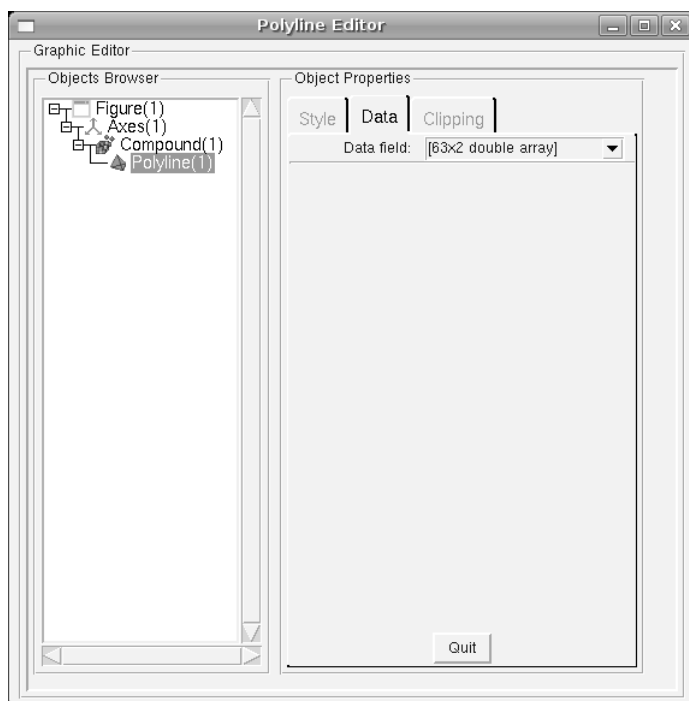 Polyline Editor
Graphic Editor
Objects Browser
Figure(1)
Axes(1)
Compound(1)
Polyline(1)
Object Properties
Style Data Clipping
Data field: [63x2 double array]
Quit